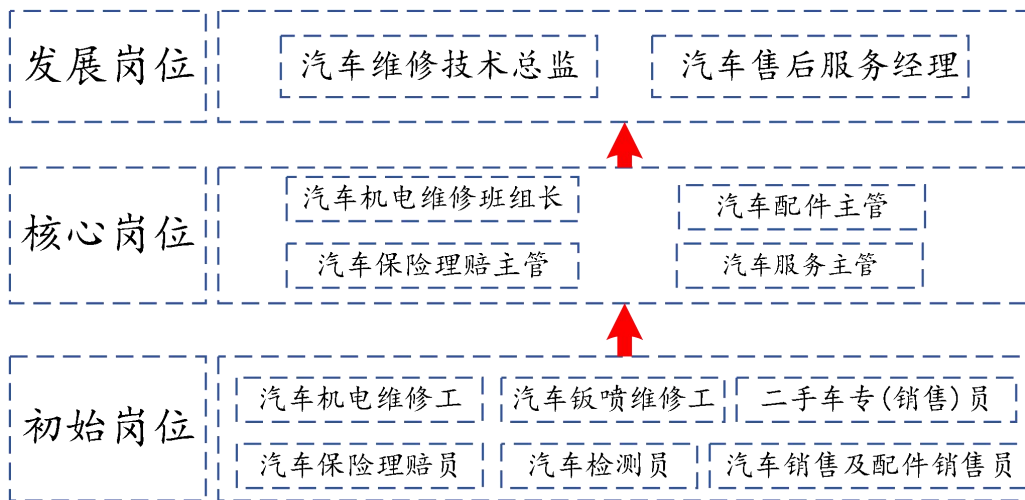 发展岗位
汽车维修技术总监
汽车售后服务经理
核心岗位
汽车机电维修班组长
汽车配件主管
汽车保险理赔主管
汽车服务主管
初始岗位
汽车机电维修工
汽车钣喷维修工
二手车专(销售)员
汽车保险理赔员
汽车检测员
汽车销售及配件销售员